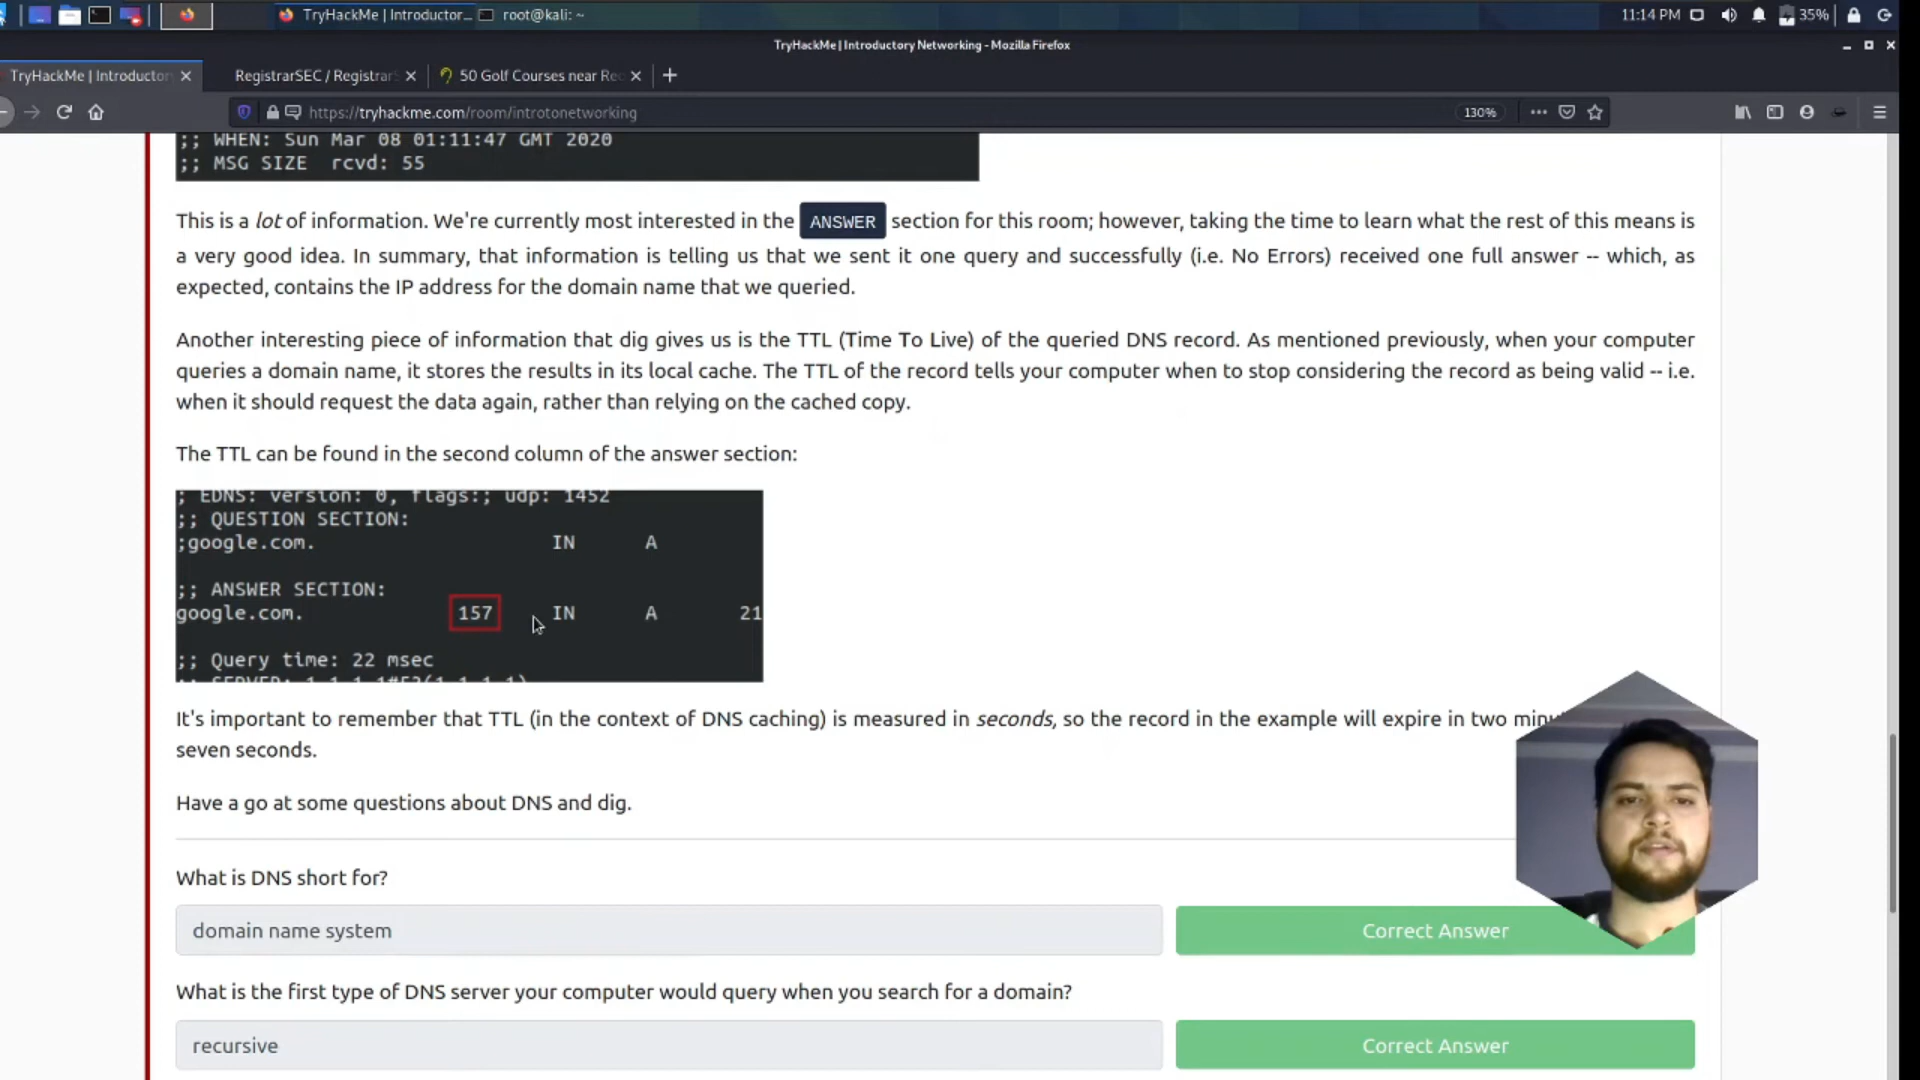 TryHackMe | Introductor... root@kali: ~ 11:14 PM 35%
TryHackMe | Introductory Networking - Mozilla Firefox
TryHackMe | Introductor RegistrarSEC / Registrar 50 Golf Courses near Re
https://tryhackme.com/room/introtonetworking 130%
;; WHEN: Sun Mar 08 01:11:47 GMT 2020
;; MSG SIZE rcvd: 55
This is a lot of information. We're currently most interested in the ANSWER section for this room; however, taking the time to learn what the rest of this means is
a very good idea. In summary, that information is telling us that we sent it one query and successfully (i.e. No Errors) received one full answer -- which, as
expected, contains the IP address for the domain name that we queried.
Another interesting piece of information that dig gives us is the TTL (Time To Live) of the queried DNS record. As mentioned previously, when your computer
queries a domain name, it stores the results in its local cache. The TTL of the record tells your computer when to stop considering the record as being valid -- i.e.
when it should request the data again, rather than relying on the cached copy.
The TTL can be found in the second column of the answer section:
; EDNS: version: 0, flags:; udp: 1452
;; QUESTION SECTION:
;google.com. IN A
;; ANSWER SECTION:
google.com. 157 IN A 21
;; Query time: 22 msec
;; SERVER: 1.1.1.1#53(1.1.1.1)
It's important to remember that TTL (in the context of DNS caching) is measured in seconds, so the record in the example will expire in two
seven seconds.
Have a go at some questions about DNS and dig.
What is DNS short for?
domain name system Correct Answer
What is the first type of DNS server your computer would query when you search for a domain?
recursive Correct Answer